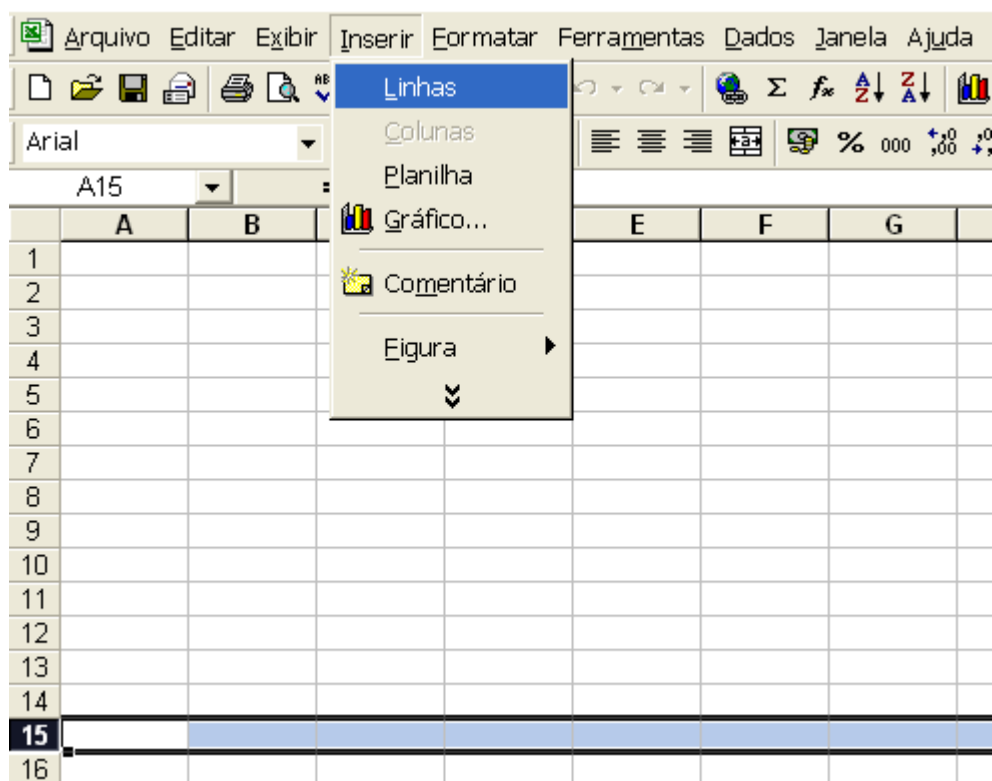 Arquivo Editar Exibir Inserir Formatar Ferramentas Dados Janela Ajuda
Linhas
Colunas
Planilha
Gráfico...
Comentário
Figura
Arial
% 000
A15 =
A B E F G
1
2
3
4
5
6
7
8
9
10
11
12
13
14
15
16